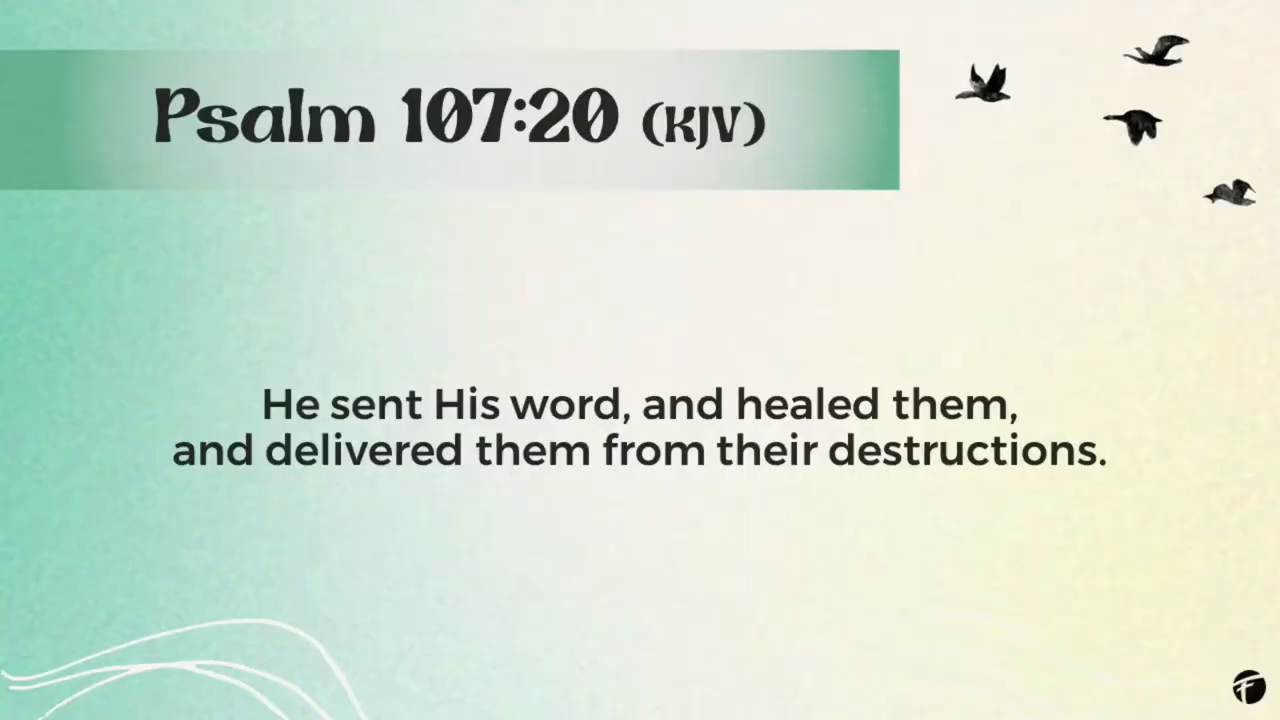 Psalm 107:20 (KJV)
He sent His word, and healed them,
and delivered them from their destructions.